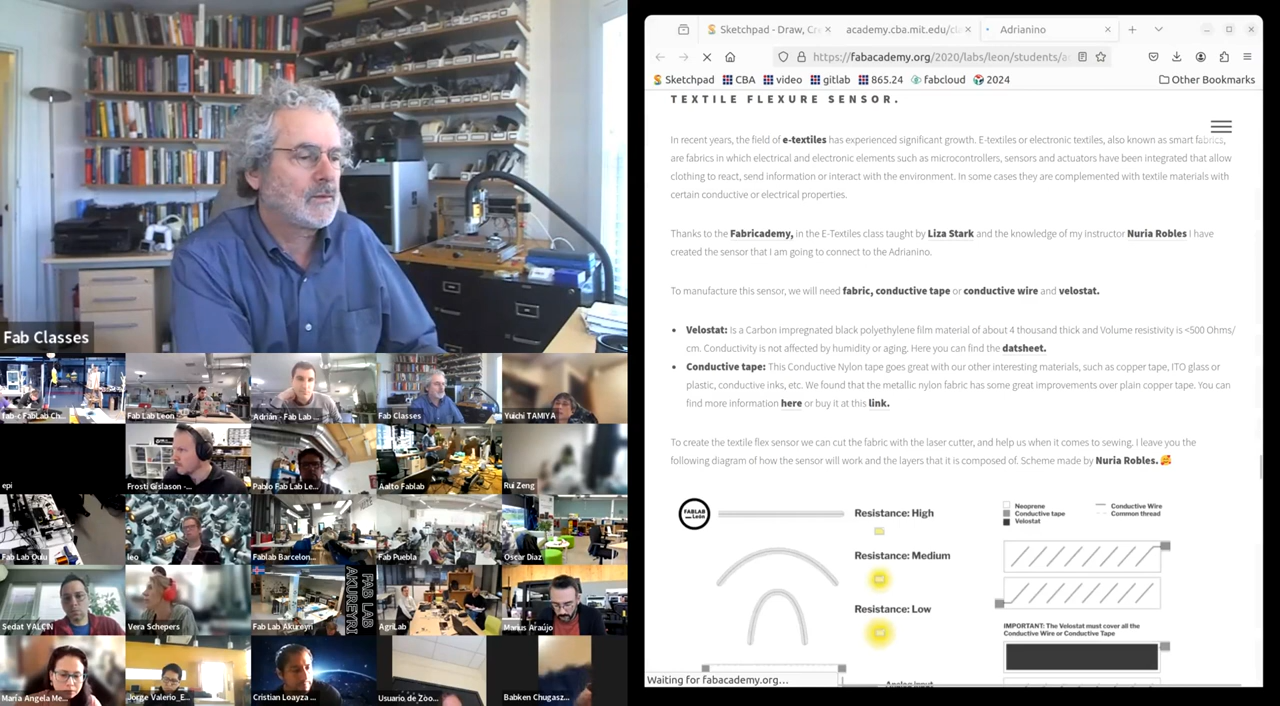 Fab Classes
fab-c FabLab Ch...
Fab Lab León
Adrián - Fab Lab ...
Fab Classes
Yuichi TAMIYA
epi
Frosti Gíslason -...
Pablo Fab Lab Le...
Aalto Fablab
Rui Zeng
Fab Lab Oulu
leo
Fablab Barcelon...
Fab Puebla
Oscar Diaz
Sedat YALÇIN
Vera Schepers
Fab Lab Akureyri
FAB LAB
AKUREYRI
AgriLab
Marius Araújo
María Angela Me...
Jorge Valerio_E...
Cristian Loayza ...
Usuario de Zoo...
Babken Chugasz...
Sketchpad - Draw, Cr
academy.cba.mit.edu/cla
Adrianino
https://fabacademy.org/2020/labs/leon/students/a
Sketchpad CBA video gitlab 865.24 fabcloud 2024 Other Bookmarks
TEXTILE FLEXURE SENSOR.
In recent years, the field of e-textiles has experienced significant growth. E-textiles or electronic textiles, also known as smart fabrics,
are fabrics in which electrical and electronic elements such as microcontrollers, sensors and actuators have been integrated that allow
clothing to react, send information or interact with the environment. In some cases they are complemented with textile materials with
certain conductive or electrical properties.
Thanks to the Fabricademy, in the E-Textiles class taught by Liza Stark and the knowledge of my instructor Nuria Robles I have
created the sensor that I am going to connect to the Adrianino.
To manufacture this sensor, we will need fabric, conductive tape or conductive wire and velostat.
Velostat: Is a Carbon impregnated black polyethylene film material of about 4 thousand thick and Volume resistivity is <500 Ohms/
cm. Conductivity is not affected by humidity or aging. Here you can find the datsheet.
Conductive tape: This Conductive Nylon tape goes great with our other interesting materials, such as copper tape, ITO glass or
plastic, conductive inks, etc. We found that the metallic nylon fabric has some great improvements over plain copper tape. You can
find more information here or buy it at this link.
To create the textile flex sensor we can cut the fabric with the laser cutter, and help us when it comes to sewing. I leave you the
following diagram of how the sensor will work and the layers that it is composed of. Scheme made by Nuria Robles. 🥰
FABLAB
LEÓN
Resistance: High
Resistance: Medium
Resistance: Low
Neoprene
Conductive tape
Velostat
Conductive Wire
Common thread
IMPORTANT: The Velostat must cover all the
Conductive Wire or Conductive Tape
Analog input
Waiting for fabacademy.org...